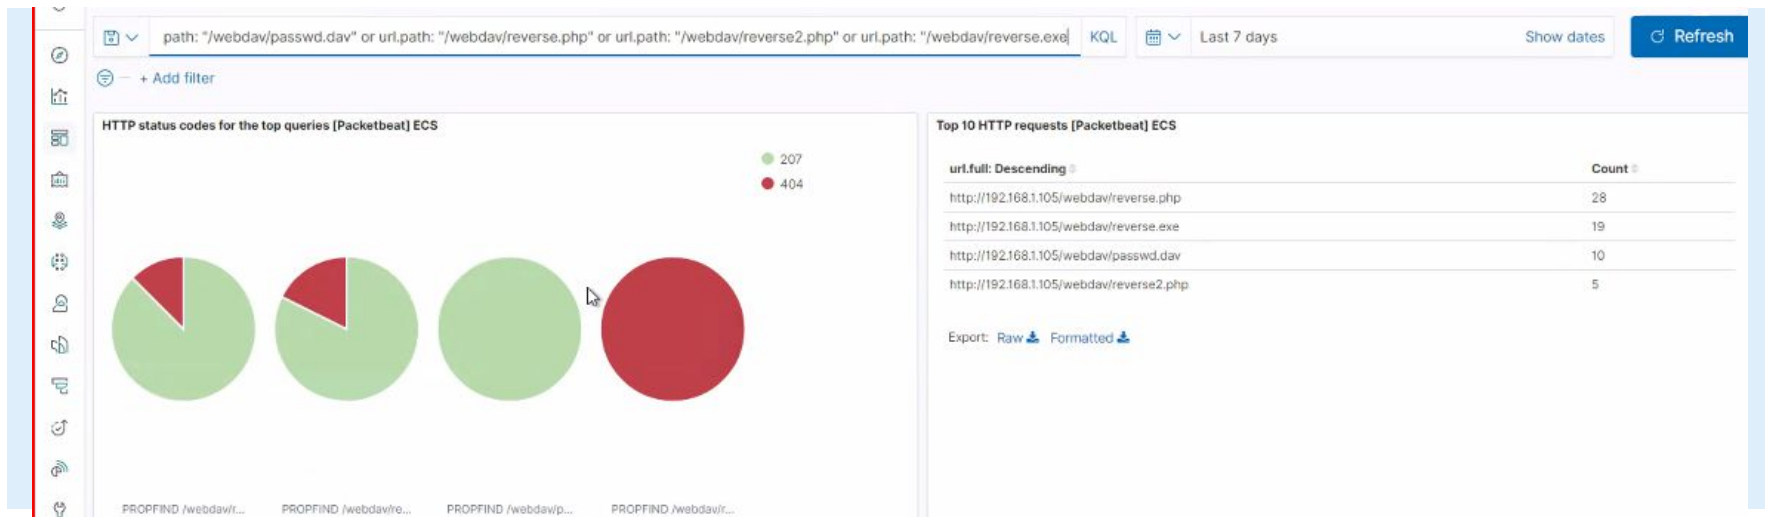 path: "/webdav/passwd.dav" or url.path: "/webdav/reverse.php" or url.path: "/webdav/reverse2.php" or url.path: "/webdav/reverse.exe
KQL
Last 7 days
Show dates
Refresh
+ Add filter
HTTP status codes for the top queries [Packetbeat] ECS
207
404
PROPFIND /webdav/r...
PROPFIND /webdav/re...
PROPFIND /webdav/p...
PROPFIND /webdav/r...
Top 10 HTTP requests [Packetbeat] ECS
url.full: Descending Count
http://192.168.1.105/webdav/reverse.php 28
http://192.168.1.105/webdav/reverse.exe 19
http://192.168.1.105/webdav/passwd.dav 10
http://192.168.1.105/webdav/reverse2.php 5
Export: Raw Formatted